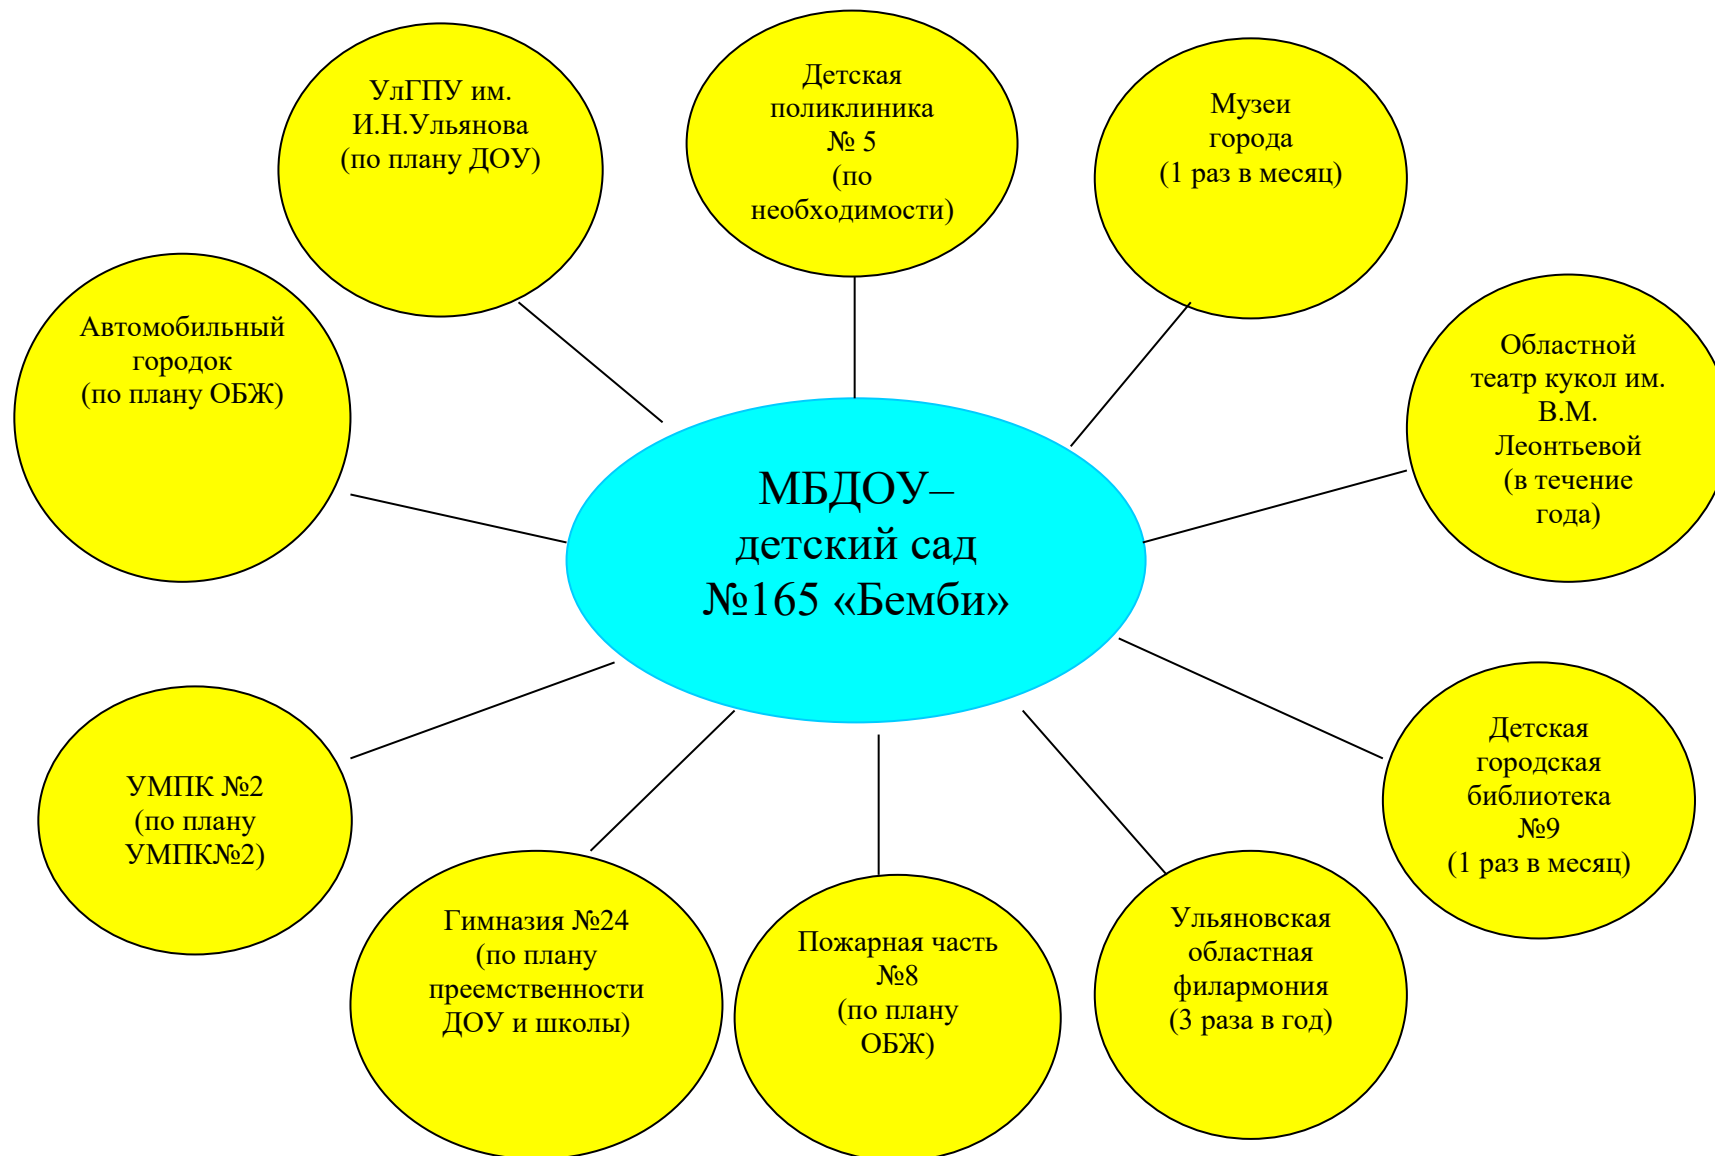 УлГПУ им.
И.Н.Ульянова
(по плану ДОУ)
Детская
поликлиника
№ 5
(по
необходимости)
Музеи
города
(1 раз в месяц)
Автомобильный
городок
(по плану ОБЖ)
Областной
театр кукол им.
В.М.
Леонтьевой
(в течение
года)
МБДОУ–
детский сад
№165 «Бемби»
УМПК №2
(по плану
УМПК№2)
Детская
городская
библиотека
№9
(1 раз в месяц)
Гимназия №24
(по плану
преемственности
ДОУ и школы)
Пожарная часть
№8
(по плану
ОБЖ)
Ульяновская
областная
филармония
(3 раза в год)